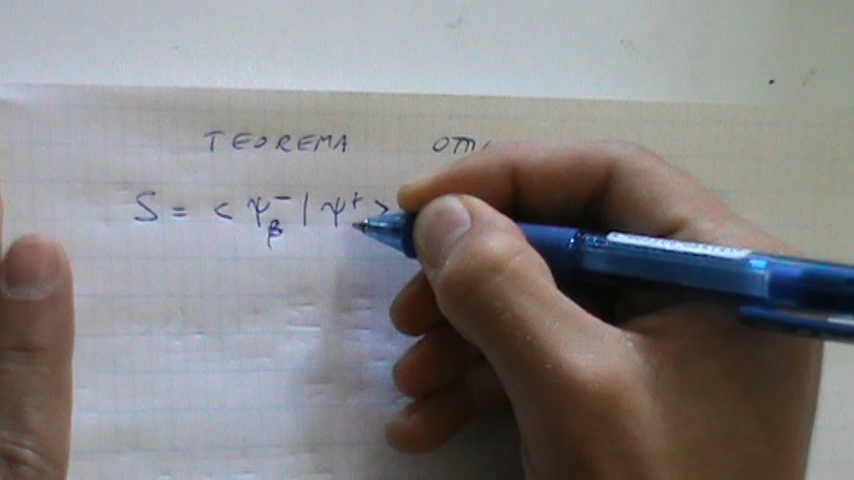 TEOREMA
S = < ψ_β^- | ψ^+ >